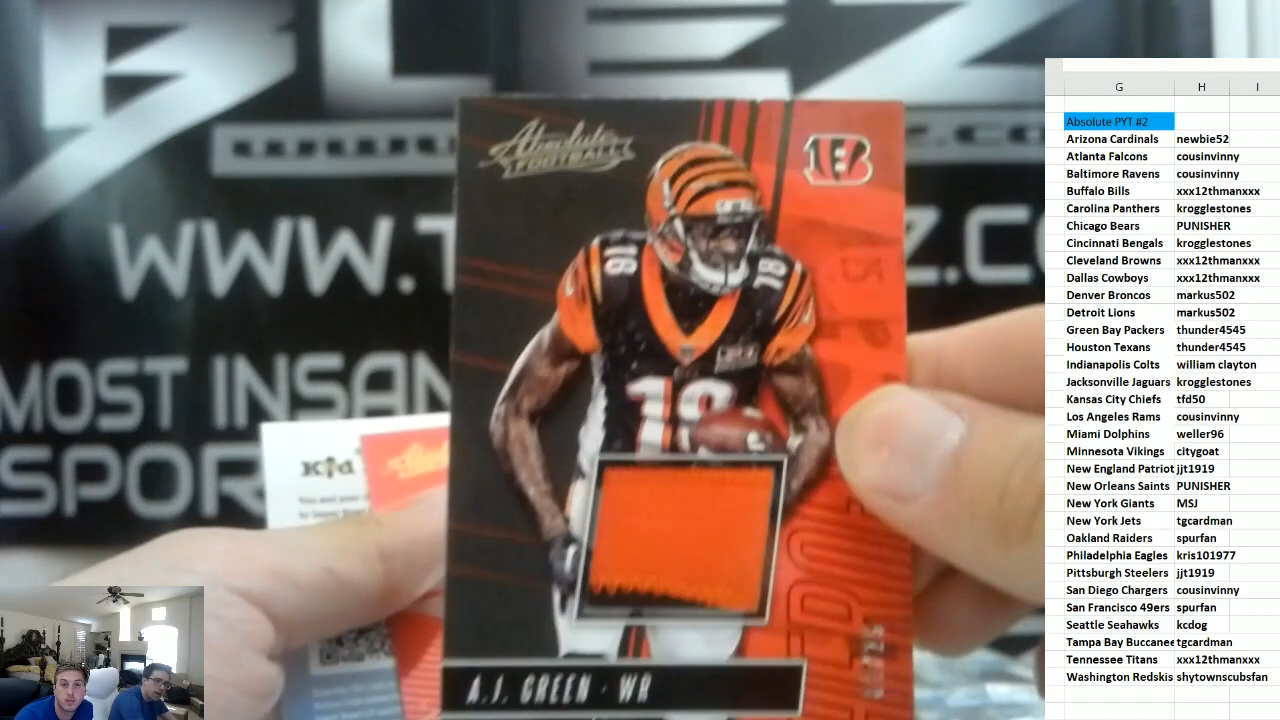 BLEZ
WWW.T
Z.CO
MOST INSAN
SPOR
Absolute
FOOTBALL
B
18
18
18
A.J. GREEN · WR
Kid
G H I
Absolute PYT #2
Arizona Cardinals newbie52
Atlanta Falcons cousinvinny
Baltimore Ravens cousinvinny
Buffalo Bills xxx12thmanxxx
Carolina Panthers krogglestones
Chicago Bears PUNISHER
Cincinnati Bengals krogglestones
Cleveland Browns xxx12thmanxxx
Dallas Cowboys xxx12thmanxxx
Denver Broncos markus502
Detroit Lions markus502
Green Bay Packers thunder4545
Houston Texans thunder4545
Indianapolis Colts william clayton
Jacksonville Jaguars krogglestones
Kansas City Chiefs tfd50
Los Angeles Rams cousinvinny
Miami Dolphins weller96
Minnesota Vikings citygoat
New England Patriot jjt1919
New Orleans Saints PUNISHER
New York Giants MSJ
New York Jets tgcardman
Oakland Raiders spurfan
Philadelphia Eagles kris101977
Pittsburgh Steelers jjt1919
San Diego Chargers cousinvinny
San Francisco 49ers spurfan
Seattle Seahawks kcdog
Tampa Bay Buccanee tgcardman
Tennessee Titans xxx12thmanxxx
Washington Redskis shytownscubsfan